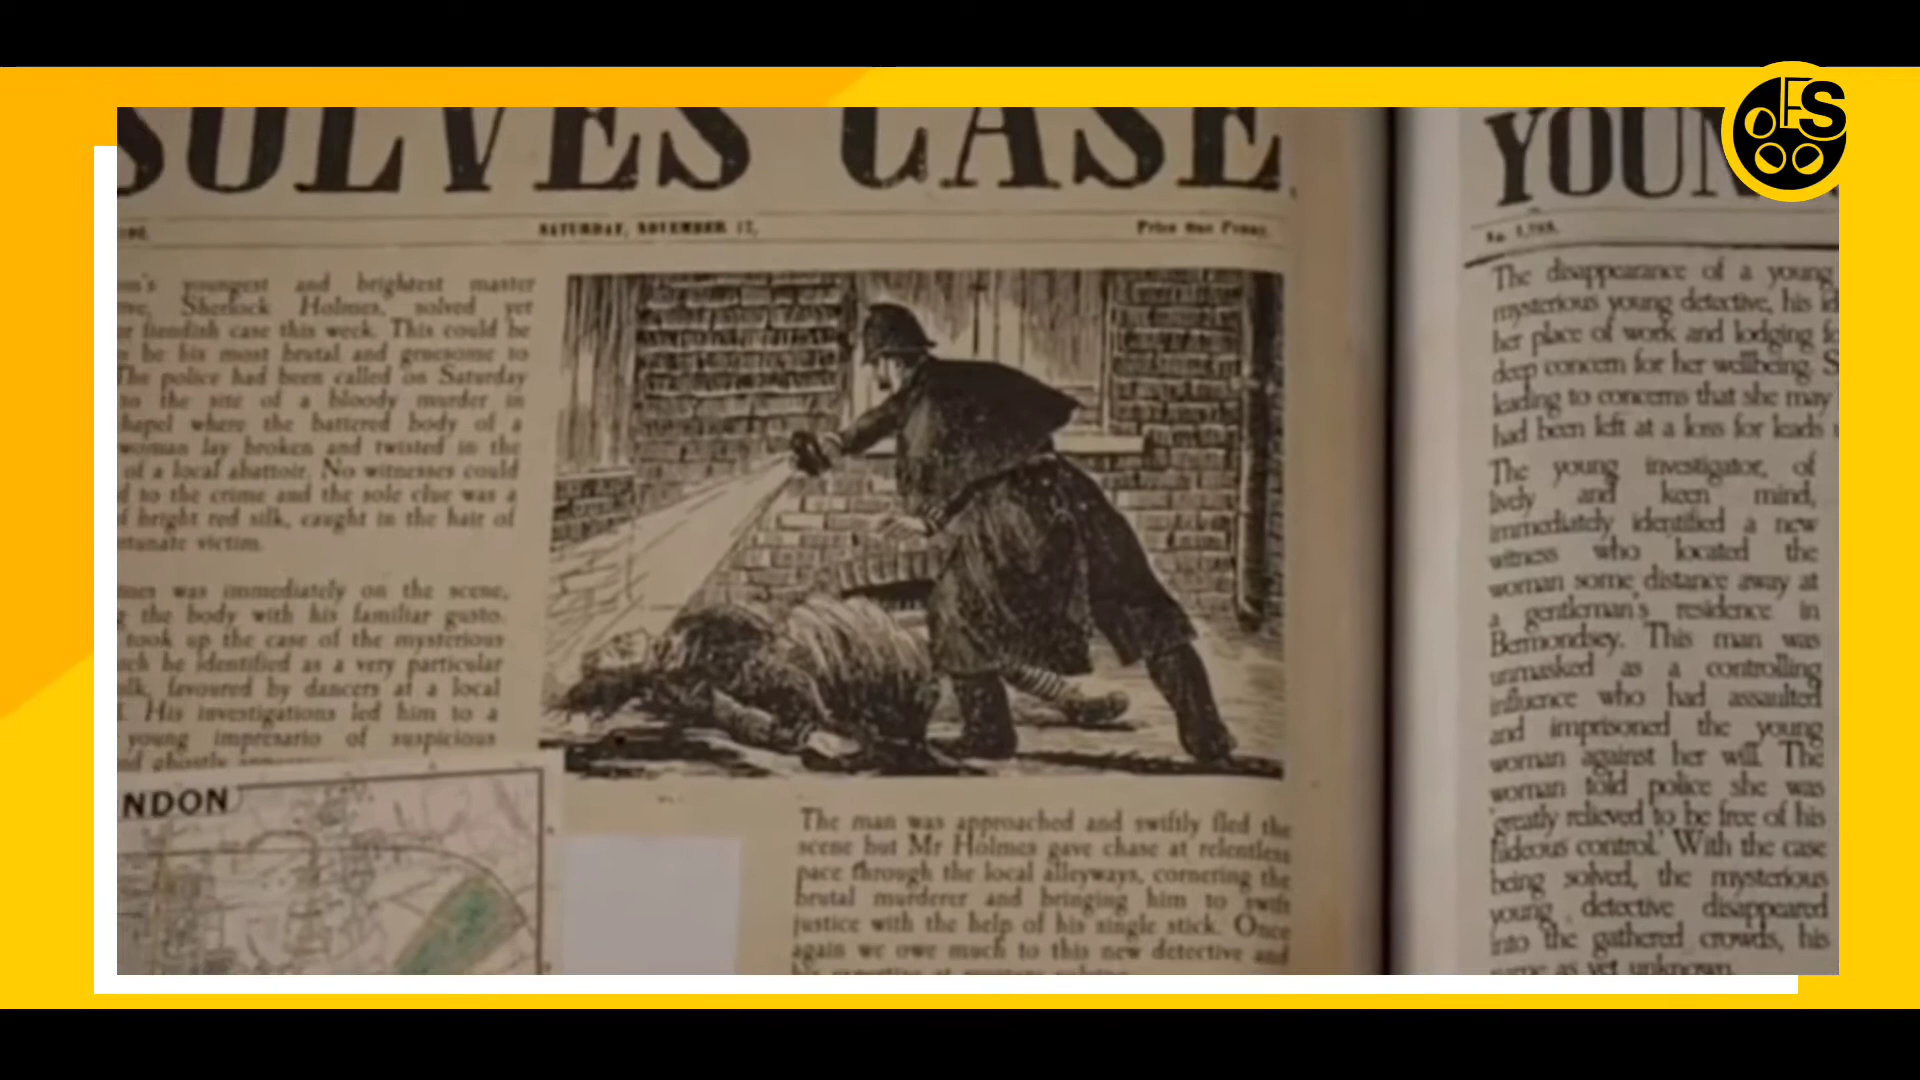 SOLVES CASE
SATURDAY, NOVEMBER 17,
Price One Penny.
youngest and brightest master
Sherlock Holmes, solved yet
fiendish case this week. This could be
be his most brutal and gruesome to
The police had been called on Saturday
to the site of a bloody murder in
where the battered body of a
woman lay broken and twisted in the
of a local abattoir. No witnesses could
to the crime and the sole clue was a
bright red silk, caught in the hair of
victim.
was immediately on the scene,
the body with his familiar gusto.
took up the case of the mysterious
he identified as a very particular
favoured by dancers at a local
His investigations led him to a
young impresario of suspicious
ghostly
NDON
The man was approached and swiftly fled the
scene but Mr Holmes gave chase at relentless
pace through the local alleyways, cornering the
brutal murderer and bringing him to swift
justice with the help of his single stick. Once
again we owe much to this new detective and
YOUN
The disappearance of a young
mysterious young detective, his
her place of work and lodging
deep concern for her wellbeing.
leading to concerns that she may
had been left at a loss for leads
The young investigator, of
lively and keen mind,
immediately identified a new
witness who located the
woman some distance away at
a gentleman's residence in
Bermondsey. This man was
unmasked as a controlling
influence who had assaulted
and imprisoned the young
woman against her will. The
woman told police she was
'greatly relieved to be free of his
hideous control.' With the case
being solved, the mysterious
young detective disappeared
into the gathered crowds, his
name as yet unknown.
FS